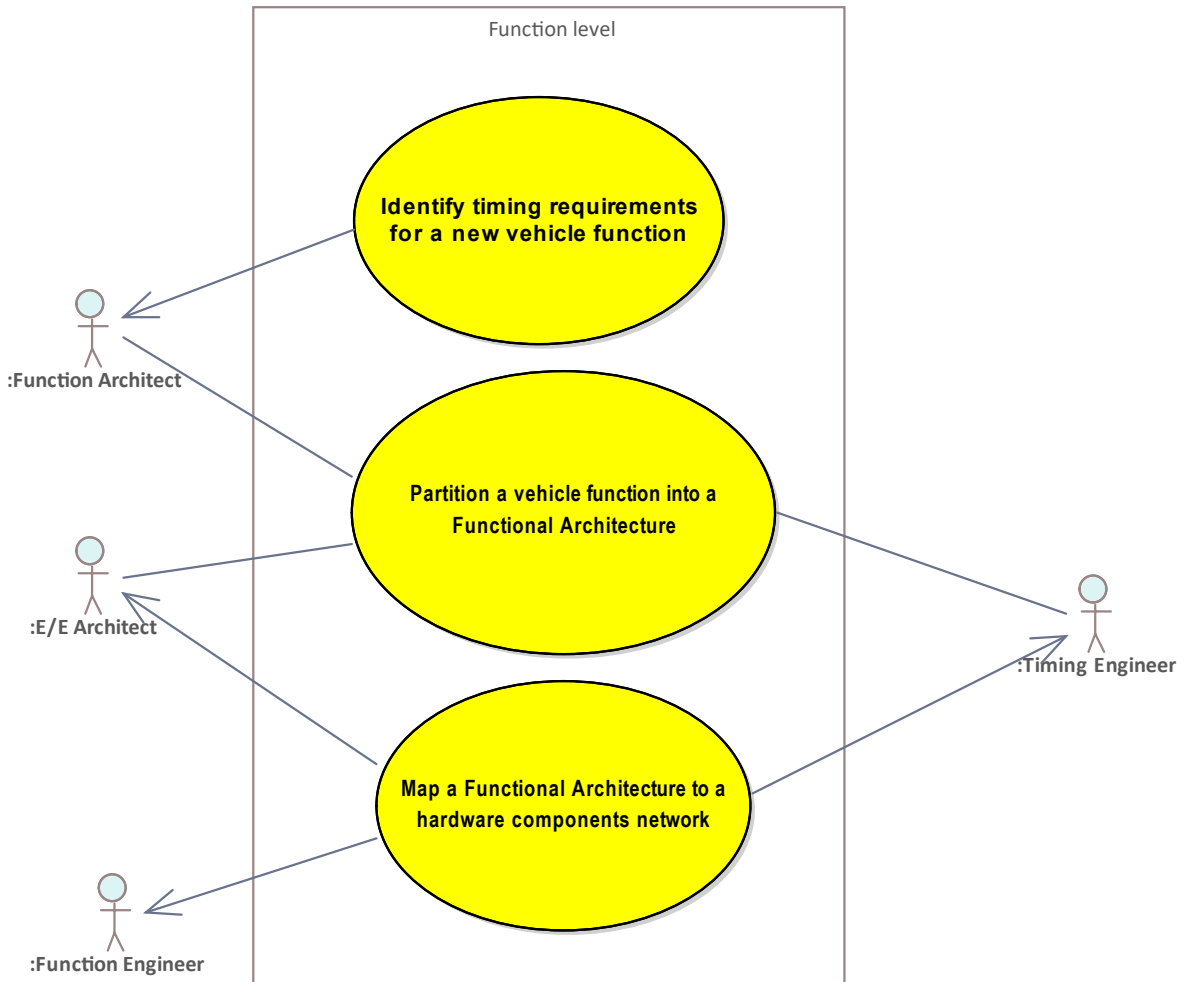 Function level
Identify timing requirements
for a new vehicle function
:Function Architect
Partition a vehicle function into a
Functional Architecture
:E/E Architect
:Timing Engineer
Map a Functional Architecture to a
hardware components network
:Function Engineer